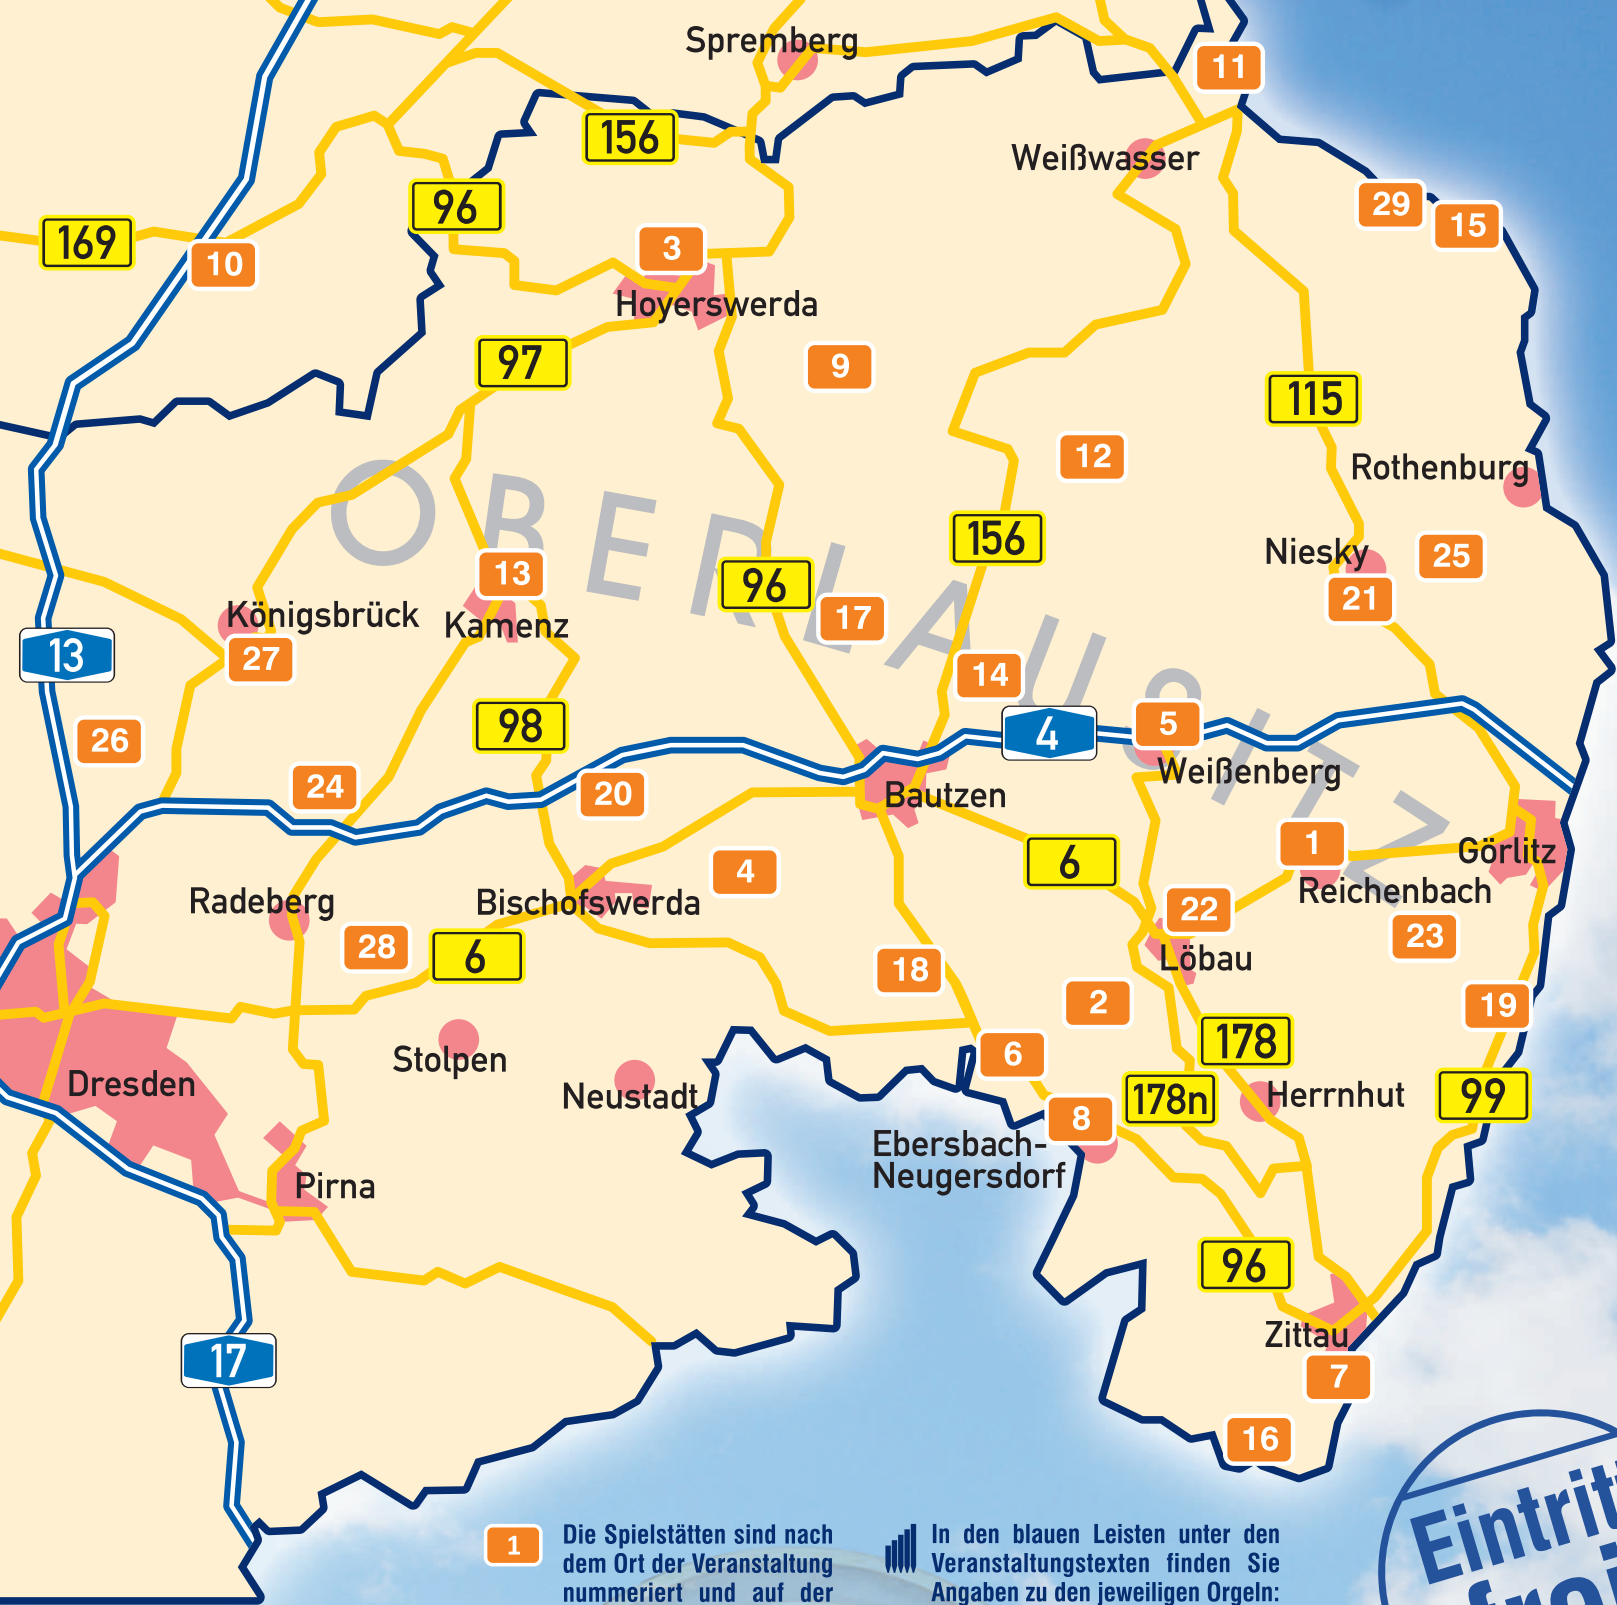 Spremberg
11
156
Weißwasser
96
29
15
169
10
3
Hoyerswerda
97
9
115
12
Rothenburg
OBERLAUSITZ
156
Niesky
25
13
96
21
Königsbrück
Kamenz
17
13
27
14
98
5
4
26
Weißenberg
24
20
Bautzen
1
6
Görlitz
4
Reichenbach
Radeberg
Bischofswerda
22
23
28
6
Löbau
18
2
19
178
Stolpen
6
Dresden
Neustadt
178n
Herrnhut
99
8
Ebersbach-
Neugersdorf
Pirna
96
Zittau
17
7
16
1
Die Spielstätten sind nach
dem Ort der Veranstaltung
nummeriert und auf der
In den blauen Leisten unter den
Veranstaltungstexten finden Sie
Angaben zu den jeweiligen Orgeln: